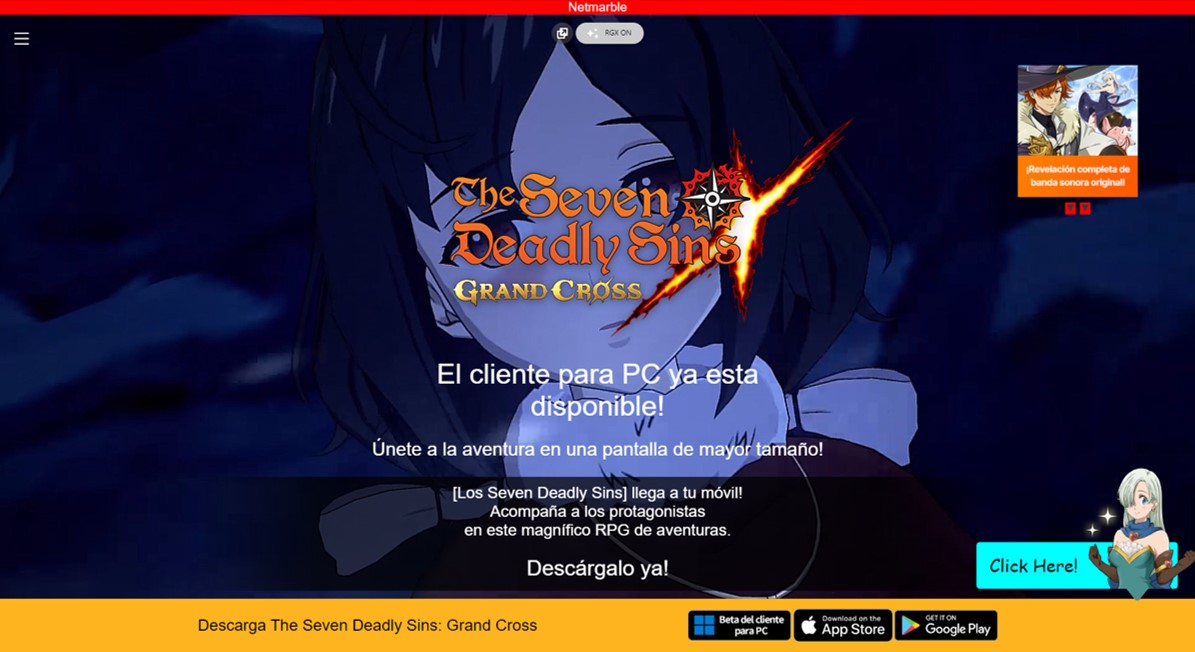 Netmarble
RGX ON
¡Revelación completa de
banda sonora original!
The Seven
Deadly Sins
GRAND CROSS
El cliente para PC ya esta
disponible!
Únete a la aventura en una pantalla de mayor tamaño!
[Los Seven Deadly Sins] llega a tu móvil!
Acompaña a los protagonistas
en este magnífico RPG de aventuras.
Descárgalo ya!
Click Here!
Descarga The Seven Deadly Sins: Grand Cross
Beta del cliente
para PC
Download on the
App Store
GET IT ON
Google Play